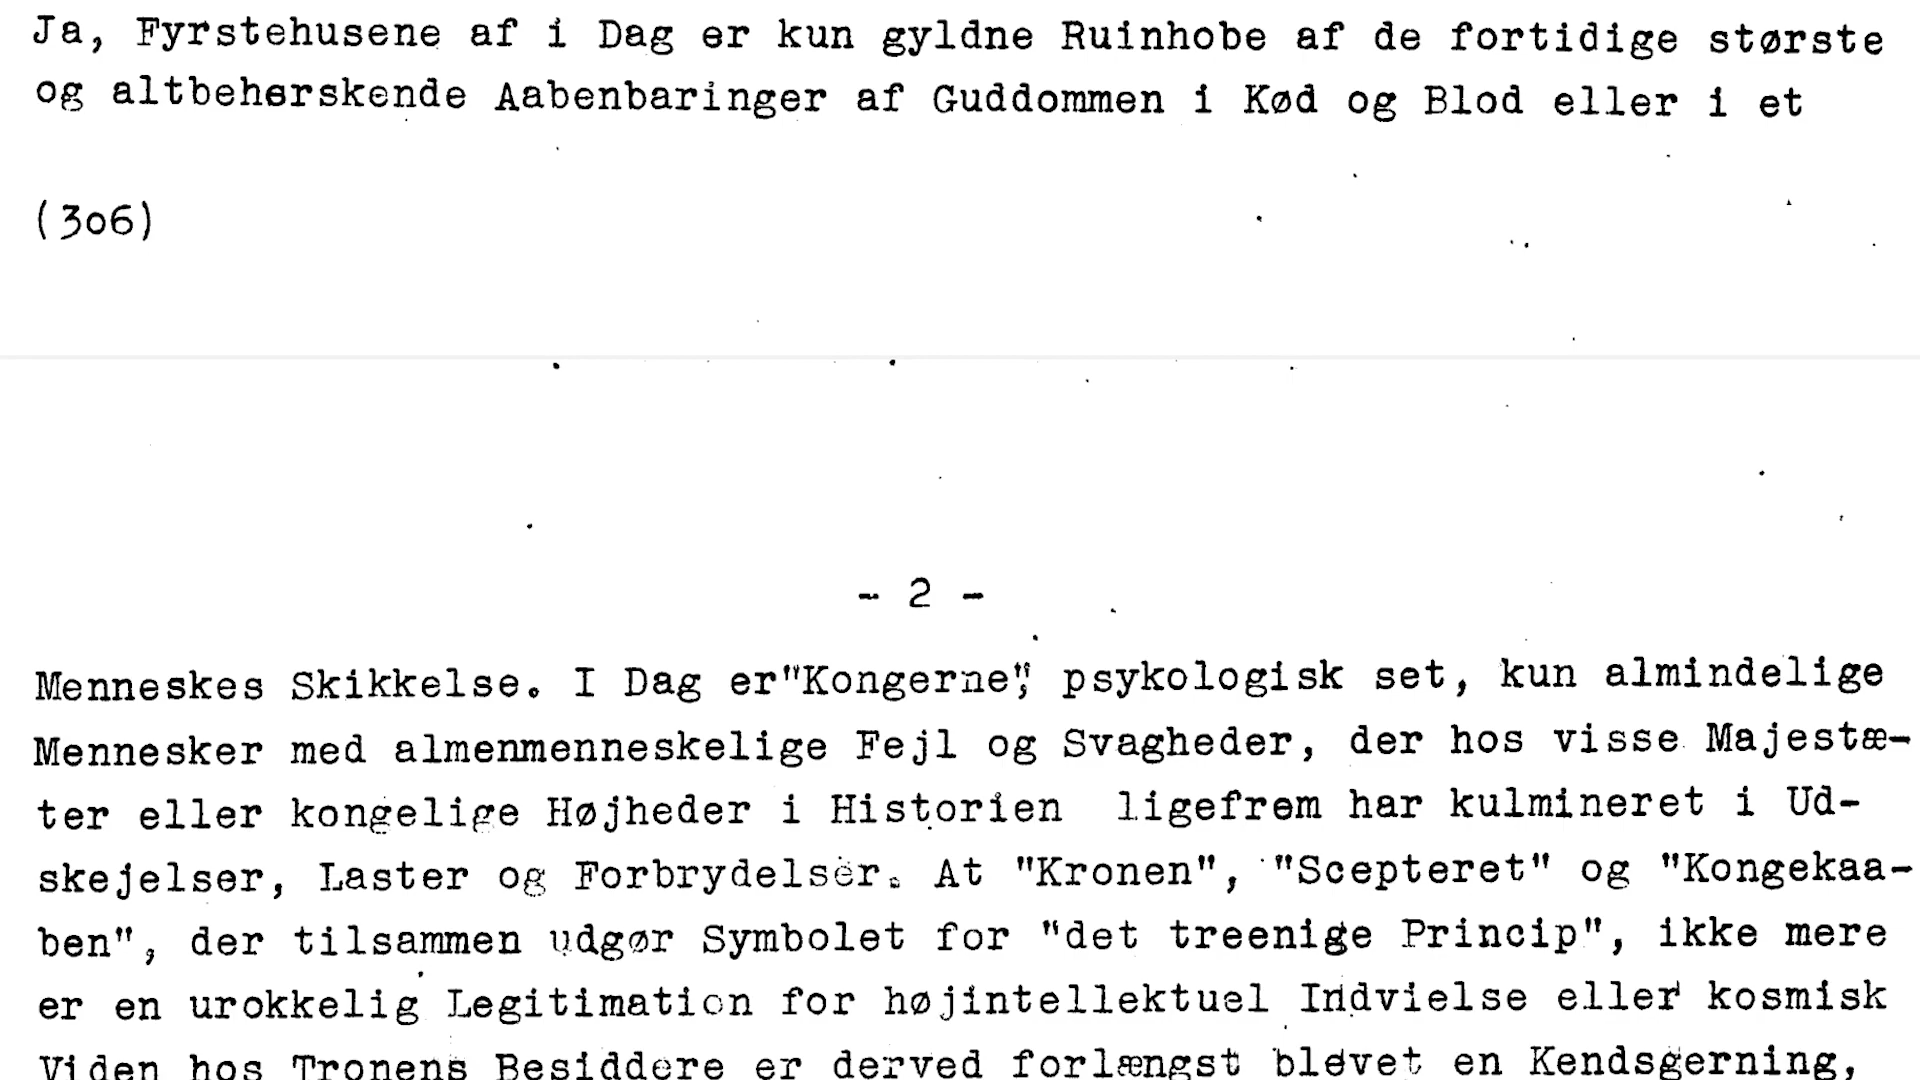 Ja, Fyrstehusene af i Dag er kun gyldne Ruinhobe af de fortidige største
og altbeherskende Aabenbaringer af Guddommen i Kød og Blod eller i et
(306)
- 2 -
Menneskes Skikkelse. I Dag er"Kongerne", psykologisk set, kun almindelige
Mennesker med almenmenneskelige Fejl og Svagheder, der hos visse Majestæ-
ter eller kongelige Højheder i Historien ligefrem har kulmineret i Ud-
skejelser, Laster og Forbrydelser. At "Kronen", "Scepteret" og "Kongekaa-
ben", der tilsammen udgør Symbolet for "det treenige Princip", ikke mere
er en urokkelig Legitimation for højintellektuel Indvielse eller kosmisk
Viden hos Tronens Besiddere er derved forlængst blevet en Kendsgerning,